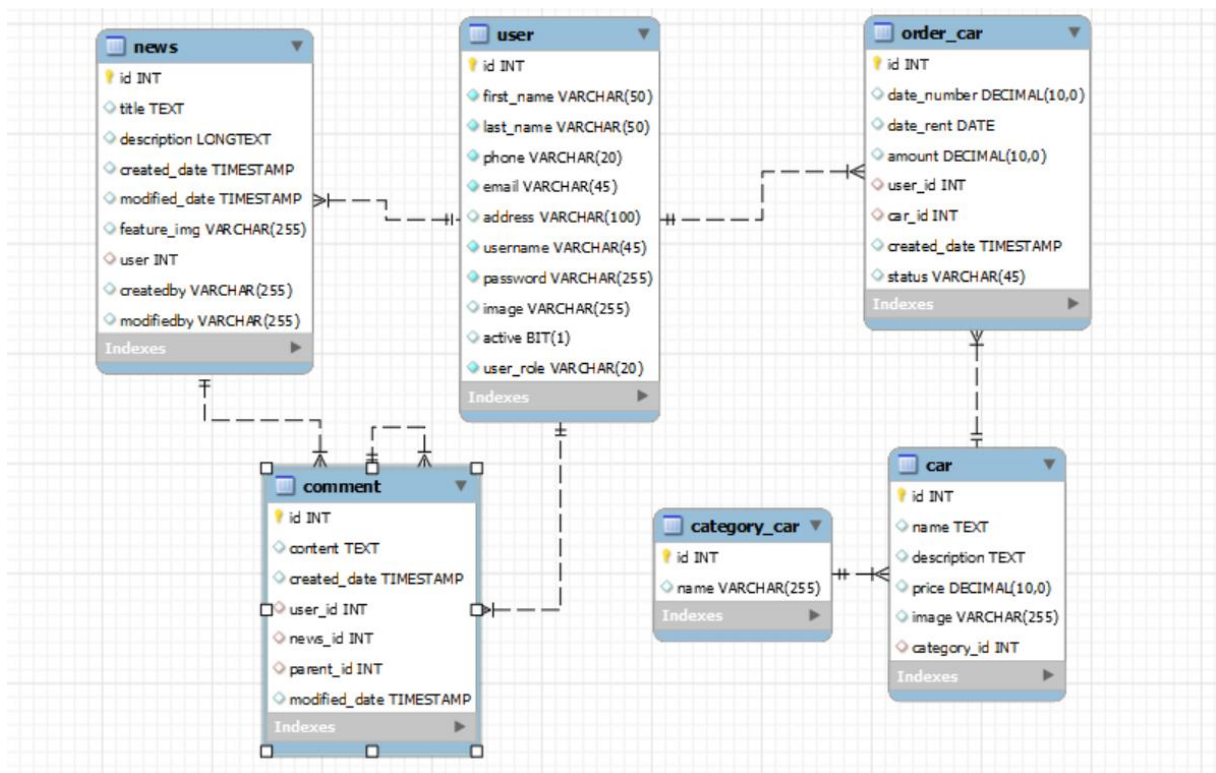 news
id INT
title TEXT
description LONGTEXT
created_date TIMESTAMP
modified_date TIMESTAMP
feature_img VARCHAR(255)
user INT
createdby VARCHAR(255)
modifiedby VARCHAR(255)
Indexes
user
id INT
first_name VARCHAR(50)
last_name VARCHAR(50)
phone VARCHAR(20)
email VARCHAR(45)
address VARCHAR(100)
username VARCHAR(45)
password VARCHAR(255)
image VARCHAR(255)
active BIT(1)
user_role VARCHAR(20)
Indexes
order_car
id INT
date_number DECIMAL(10,0)
date_rent DATE
amount DECIMAL(10,0)
user_id INT
car_id INT
created_date TIMESTAMP
status VARCHAR(45)
Indexes
comment
id INT
content TEXT
created_date TIMESTAMP
user_id INT
news_id INT
parent_id INT
modified_date TIMESTAMP
Indexes
category_car
id INT
name VARCHAR(255)
Indexes
car
id INT
name TEXT
description TEXT
price DECIMAL(10,0)
image VARCHAR(255)
category_id INT
Indexes